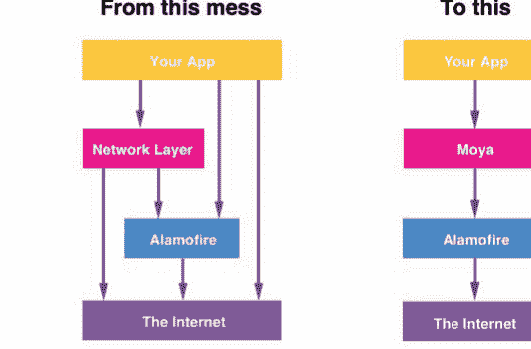 From this mess
Your App
Network Layer
Alamofire
The Internet
To this
Your App
Moya
Alamofire
The Internet